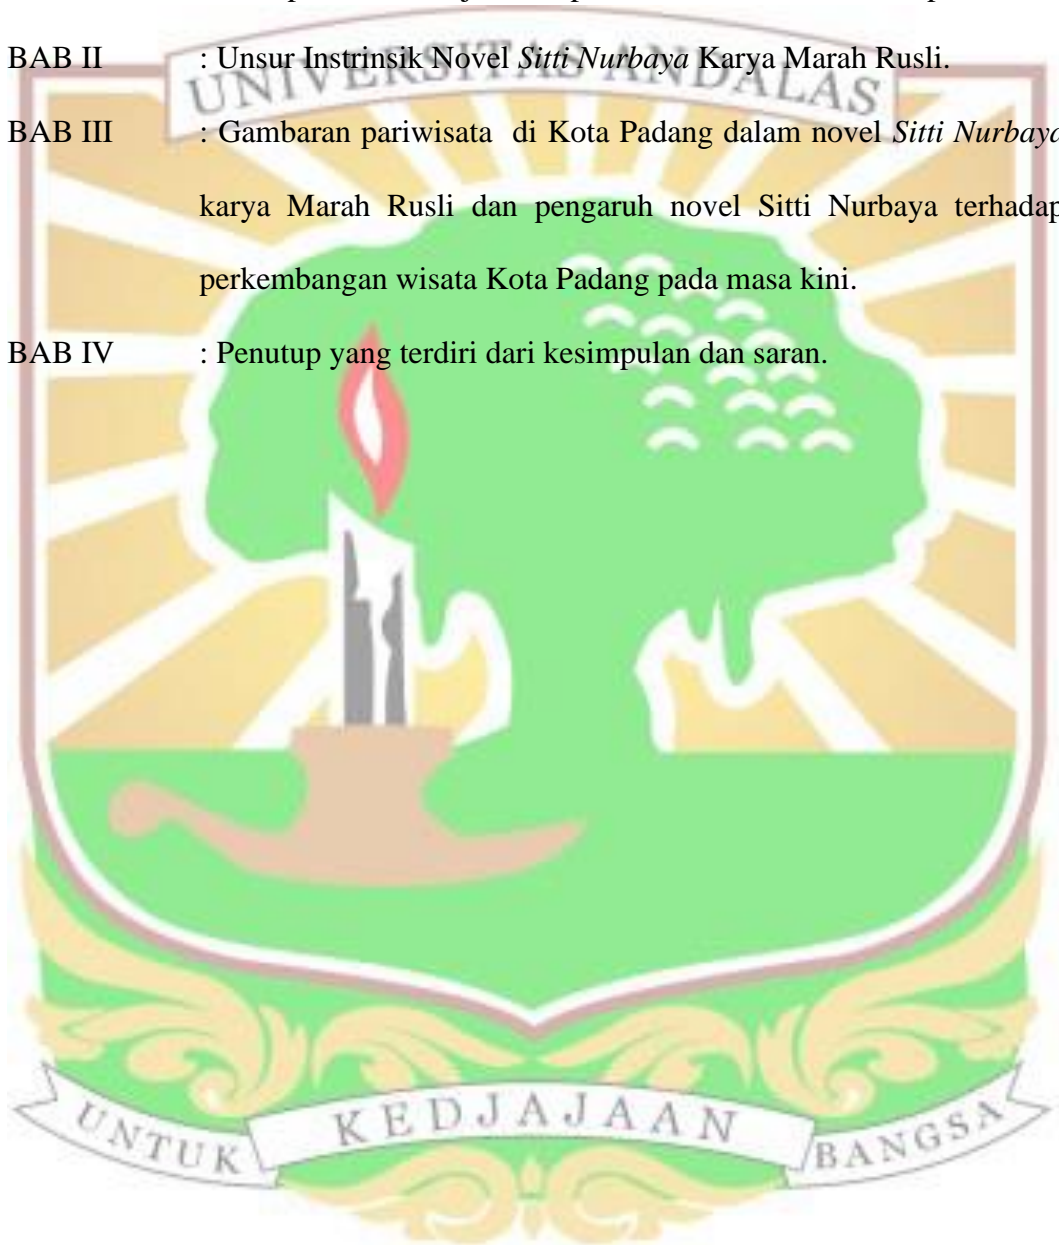 BAB II : Unsur Instrinsik Novel Sitti Nurbaya Karya Marah Rusli.
UNIVERSITAS ANDALAS
BAB III : Gambaran pariwisata di Kota Padang dalam novel Sitti Nurbaya
karya Marah Rusli dan pengaruh novel Sitti Nurbaya terhadap
perkembangan wisata Kota Padang pada masa kini.
BAB IV : Penutup yang terdiri dari kesimpulan dan saran.
UNTUK KEDJAJAAN BANGSA